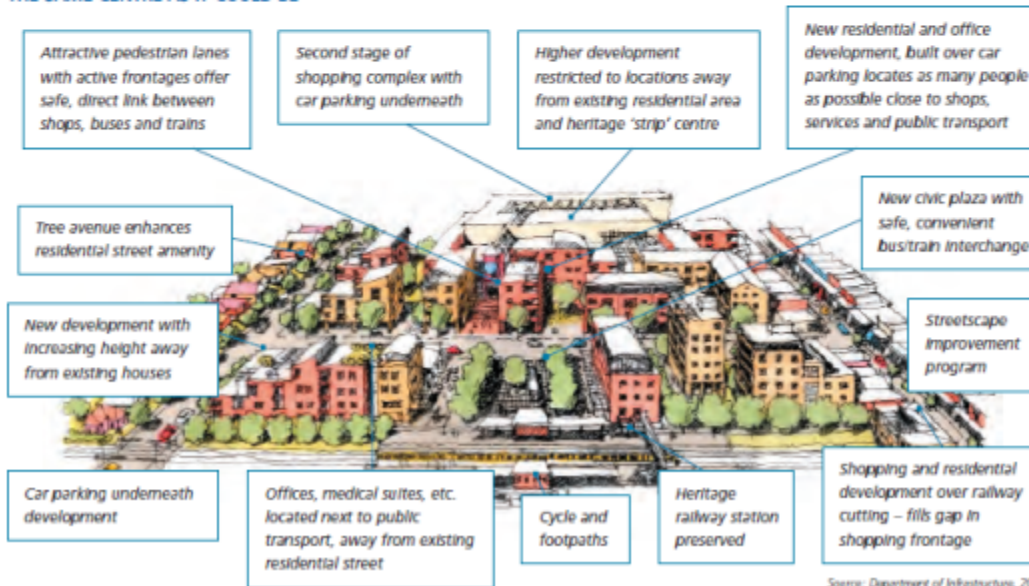 Attractive pedestrian lanes
with active frontages offer
safe, direct link between
shops, buses and trains
Second stage of
shopping complex with
car parking underneath
Higher development
restricted to locations away
from existing residential area
and heritage 'strip' centre
New residential and office
development, built over car
parking locates as many people
as possible close to shops,
services and public transport
Tree avenue enhances
residential street amenity
New civic plaza with
safe, convenient
bus/train interchange
New development with
increasing height away
from existing houses
Streetscape
improvement
program
Car parking underneath
development
Offices, medical suites, etc.
located next to public
transport, away from existing
residential street
Cycle and
footpaths
Heritage
railway station
preserved
Shopping and residential
development over railway
cutting – fills gap in
shopping frontage
Source: Department of Infrastructure,